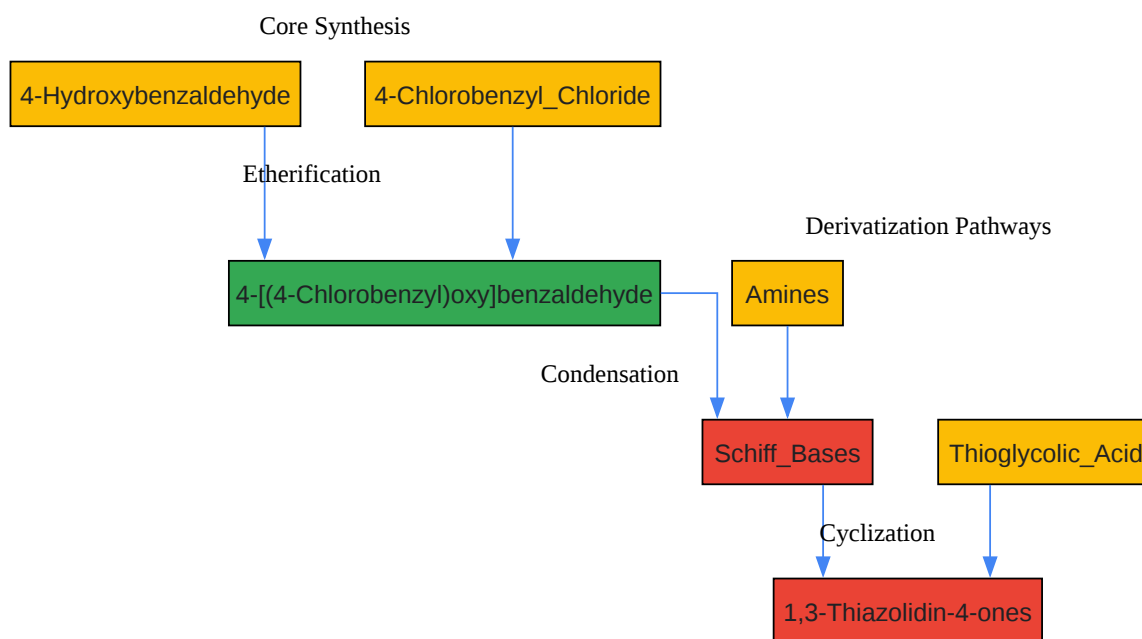 Core Synthesis
4-Hydroxybenzaldehyde
4-Chlorobenzyl_Chloride
Etherification
Derivatization Pathways
4-[(4-Chlorobenzyl)oxy]benzaldehyde
Amines
Condensation
Schiff_Bases
Thioglycolic_Acid
Cyclization
1,3-Thiazolidin-4-ones